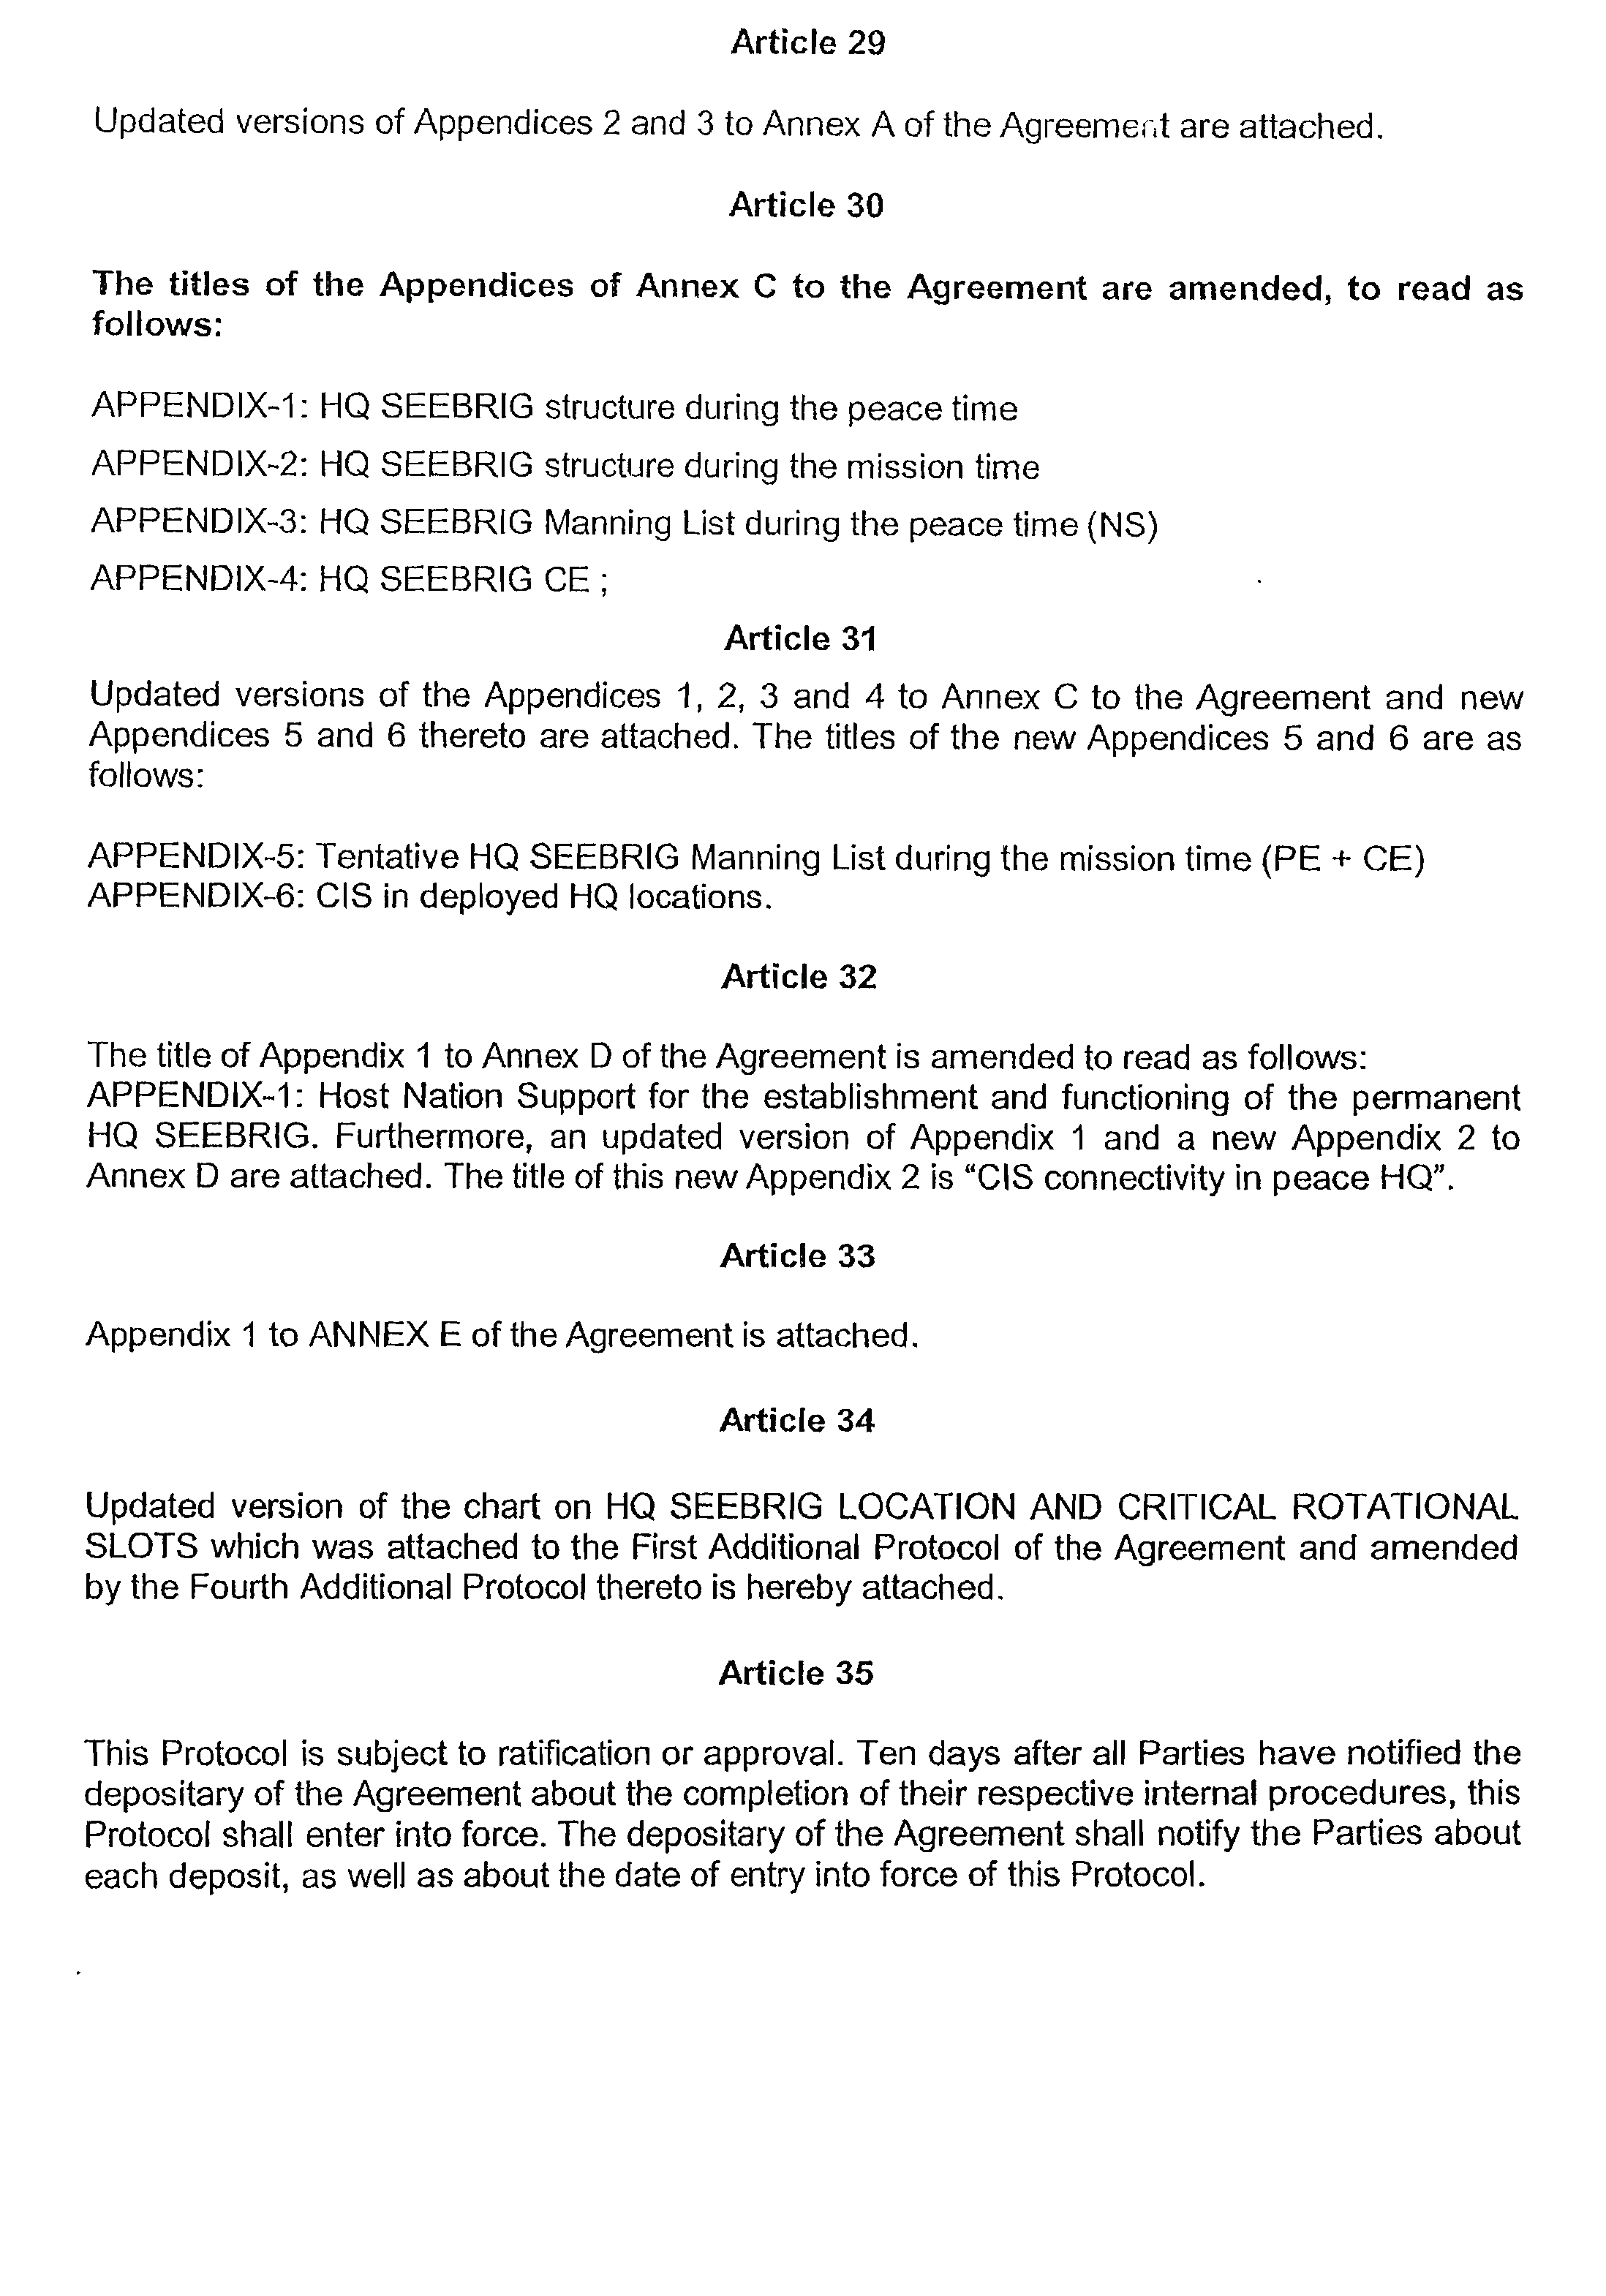 Article 29
Updated versions of Appendices 2 and 3 to Annex A of the Agreement are attached.
Article 30
The titles of the Appendices of Annex C to the Agreement are amended, to read as
follows:
APPENDIX-1: HQ SEEBRIG structure during the peace time
APPENDIX-2: HQ SEEBRIG structure during the mission time
APPENDIX-3: HQ SEEBRIG Manning List during the peace time (NS)
APPENDIX-4: HQ SEEBRIG CE ;
Article 31
Updated versions of the Appendices 1, 2, 3 and 4 to Annex C to the Agreement and new
Appendices 5 and 6 thereto are attached. The titles of the new Appendices 5 and 6 are as
follows:
APPENDIX-5: Tentative HQ SEEBRIG Manning List during the mission time (PE + CE)
APPENDIX-6: CIS in deployed HQ locations.
Article 32
The title of Appendix 1 to Annex D of the Agreement is amended to read as follows:
APPENDIX-1: Host Nation Support for the establishment and functioning of the permanent
HQ SEEBRIG. Furthermore, an updated version of Appendix 1 and a new Appendix 2 to
Annex D are attached. The title of this new Appendix 2 is “CIS connectivity in peace HQ”.
Article 33
Appendix 1 to ANNEX E of the Agreement is attached.
Article 34
Updated version of the chart on HQ SEEBRIG LOCATION AND CRITICAL ROTATIONAL
SLOTS which was attached to the First Additional Protocol of the Agreement and amended
by the Fourth Additional Protocol thereto is hereby attached.
Article 35
This Protocol is subject to ratification or approval. Ten days after all Parties have notified the
depositary of the Agreement about the completion of their respective internal procedures, this
Protocol shall enter into force. The depositary of the Agreement shall notify the Parties about
each deposit, as well as about the date of entry into force of this Protocol.